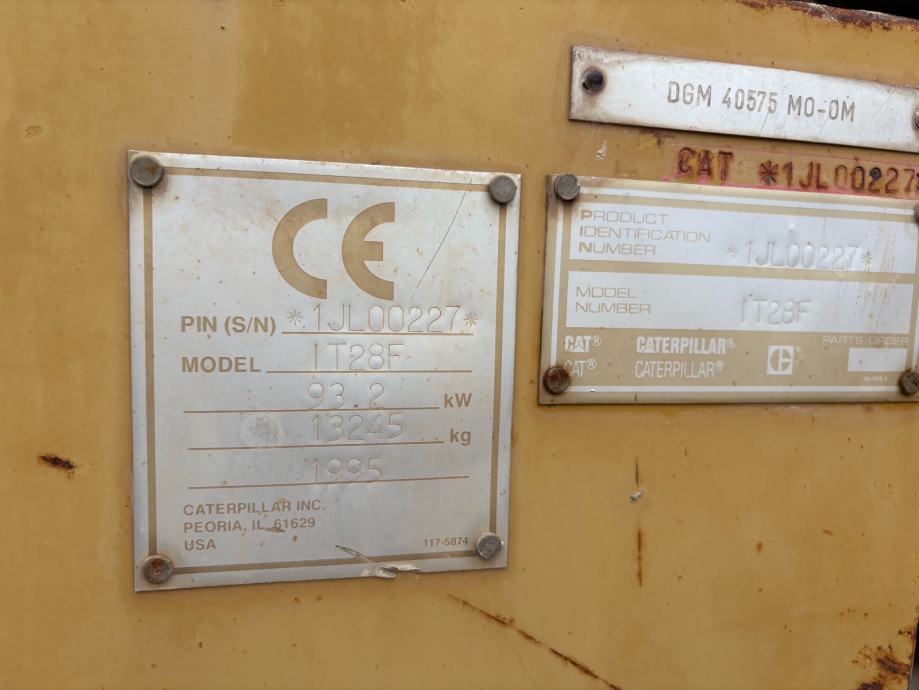 DGM 40575 MO-OM
CAT *1JL00227
CE
PIN (S/N) *1JL00227*
MODEL IT28F
93.2 kW
13245 kg
1995
CATERPILLAR INC.
PEORIA, IL 61629
USA
117-5874
PRODUCT
IDENTIFICATION
NUMBER *1JL00227*
MODEL
NUMBER IT28F
PARTS ORDER
CAT® CATERPILLAR®
CAT® CATERPILLAR®